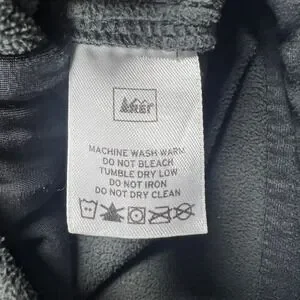 REI
MACHINE WASH WARM
DO NOT BLEACH
TUMBLE DRY LOW
DO NOT IRON
DO NOT DRY CLEAN